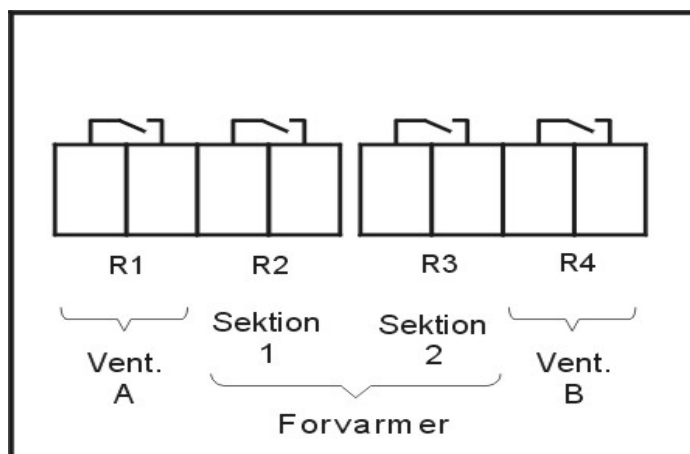 R1 R2 R3 R4
Sektion 1 Sektion 2
Vent. A Vent. B
Forvarmer